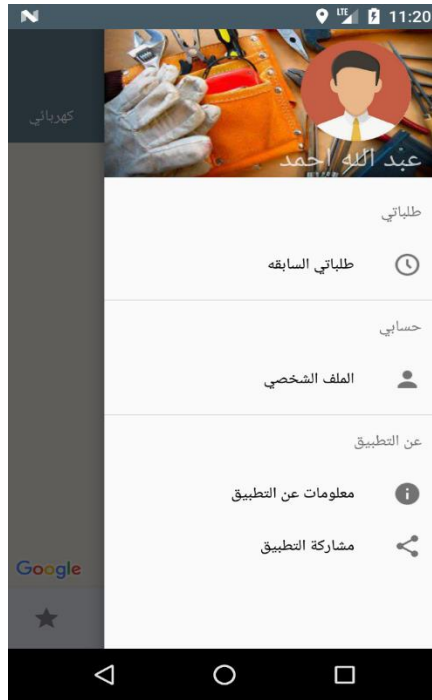 LTE 11:20
كهربائي
عبد الله احمد
طلباتي
طلباتي السابقه
حسابي
الملف الشخصي
عن التطبيق
معلومات عن التطبيق
مشاركة التطبيق
Google